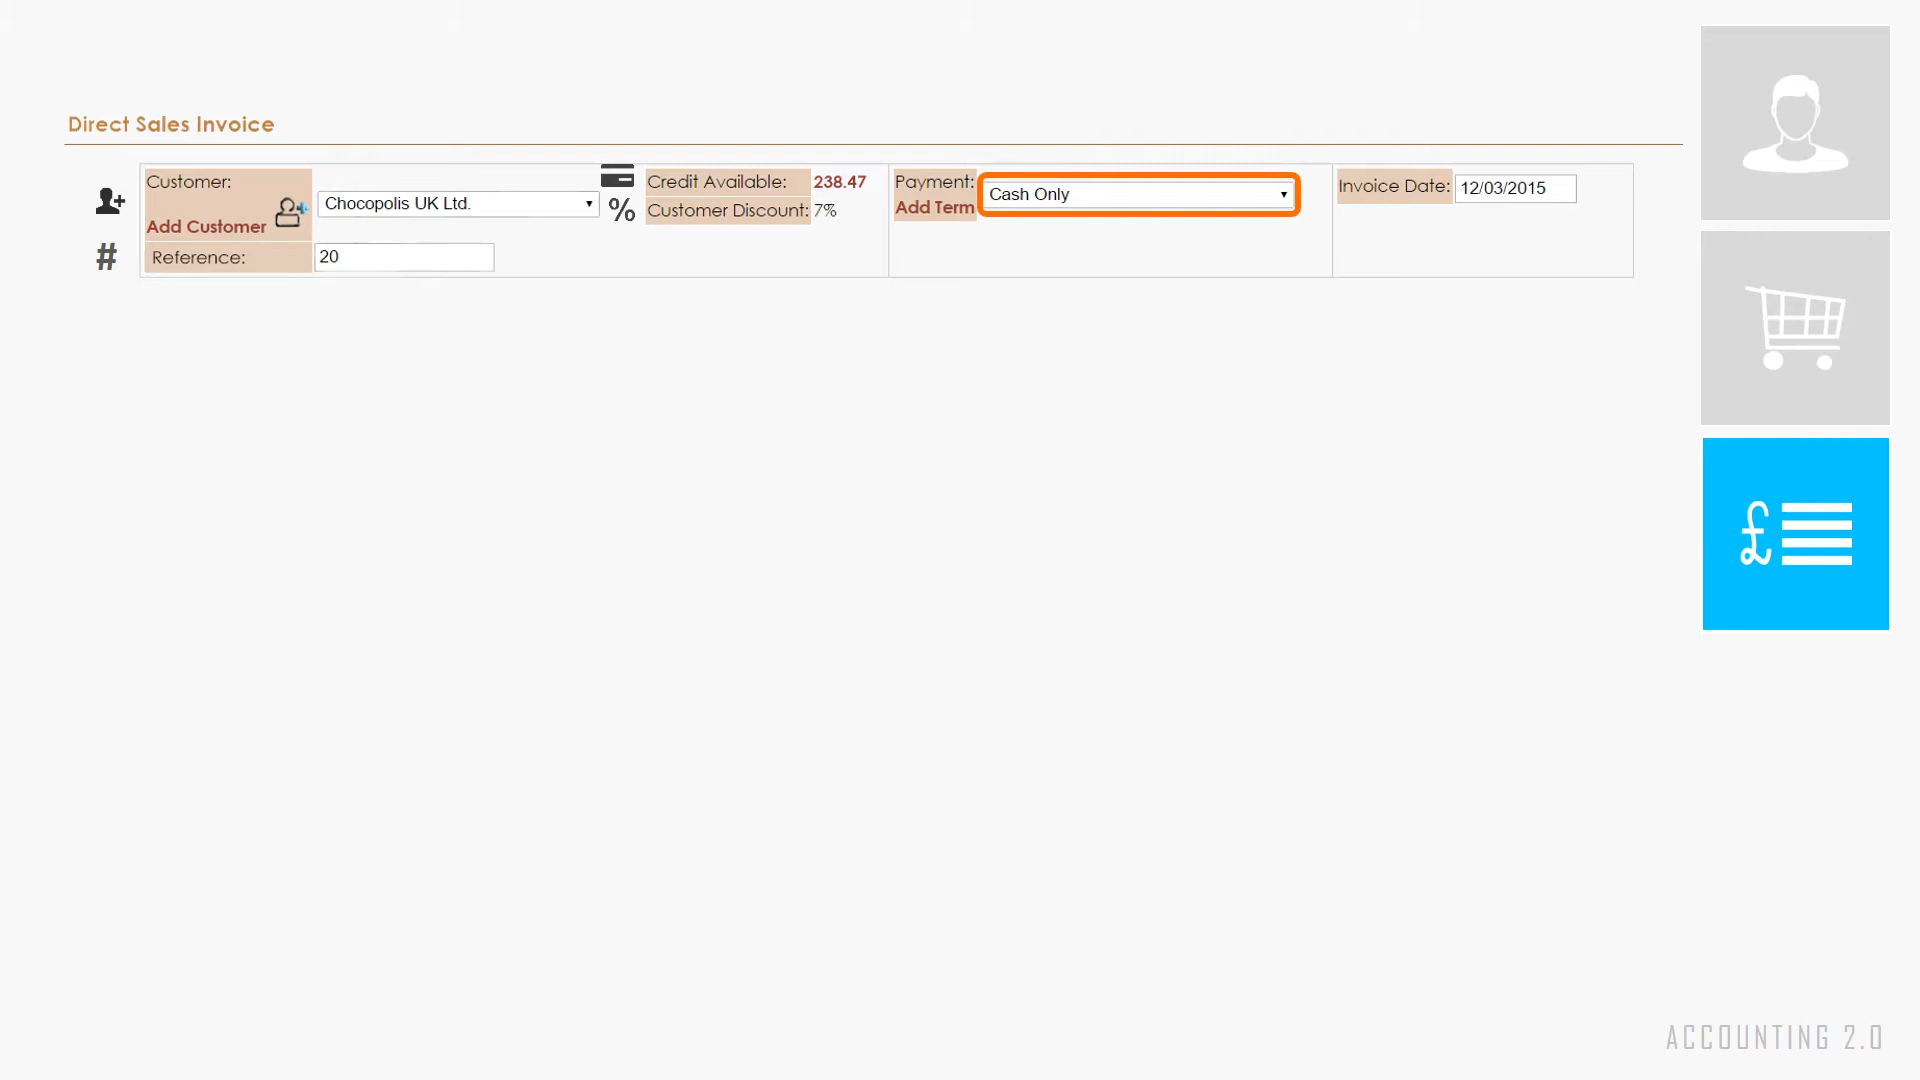 Direct Sales Invoice
Customer:
Add Customer
Chocopolis UK Ltd.
%
Credit Available: 238.47
Customer Discount: 7%
Payment:
Add Term
Cash Only
Invoice Date: 12/03/2015
#
Reference: 20
£
ACCOUNTING 2.0